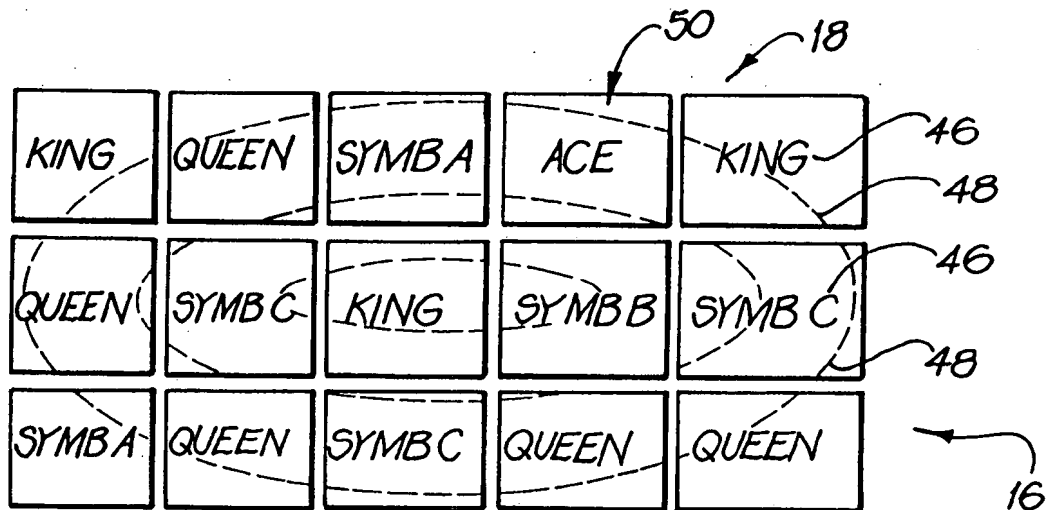 50
18
KING QUEEN SYMB A ACE KING 46
48
46
QUEEN SYMB C KING SYMB B SYMB C
48
SYMB A QUEEN SYMB C QUEEN QUEEN
16